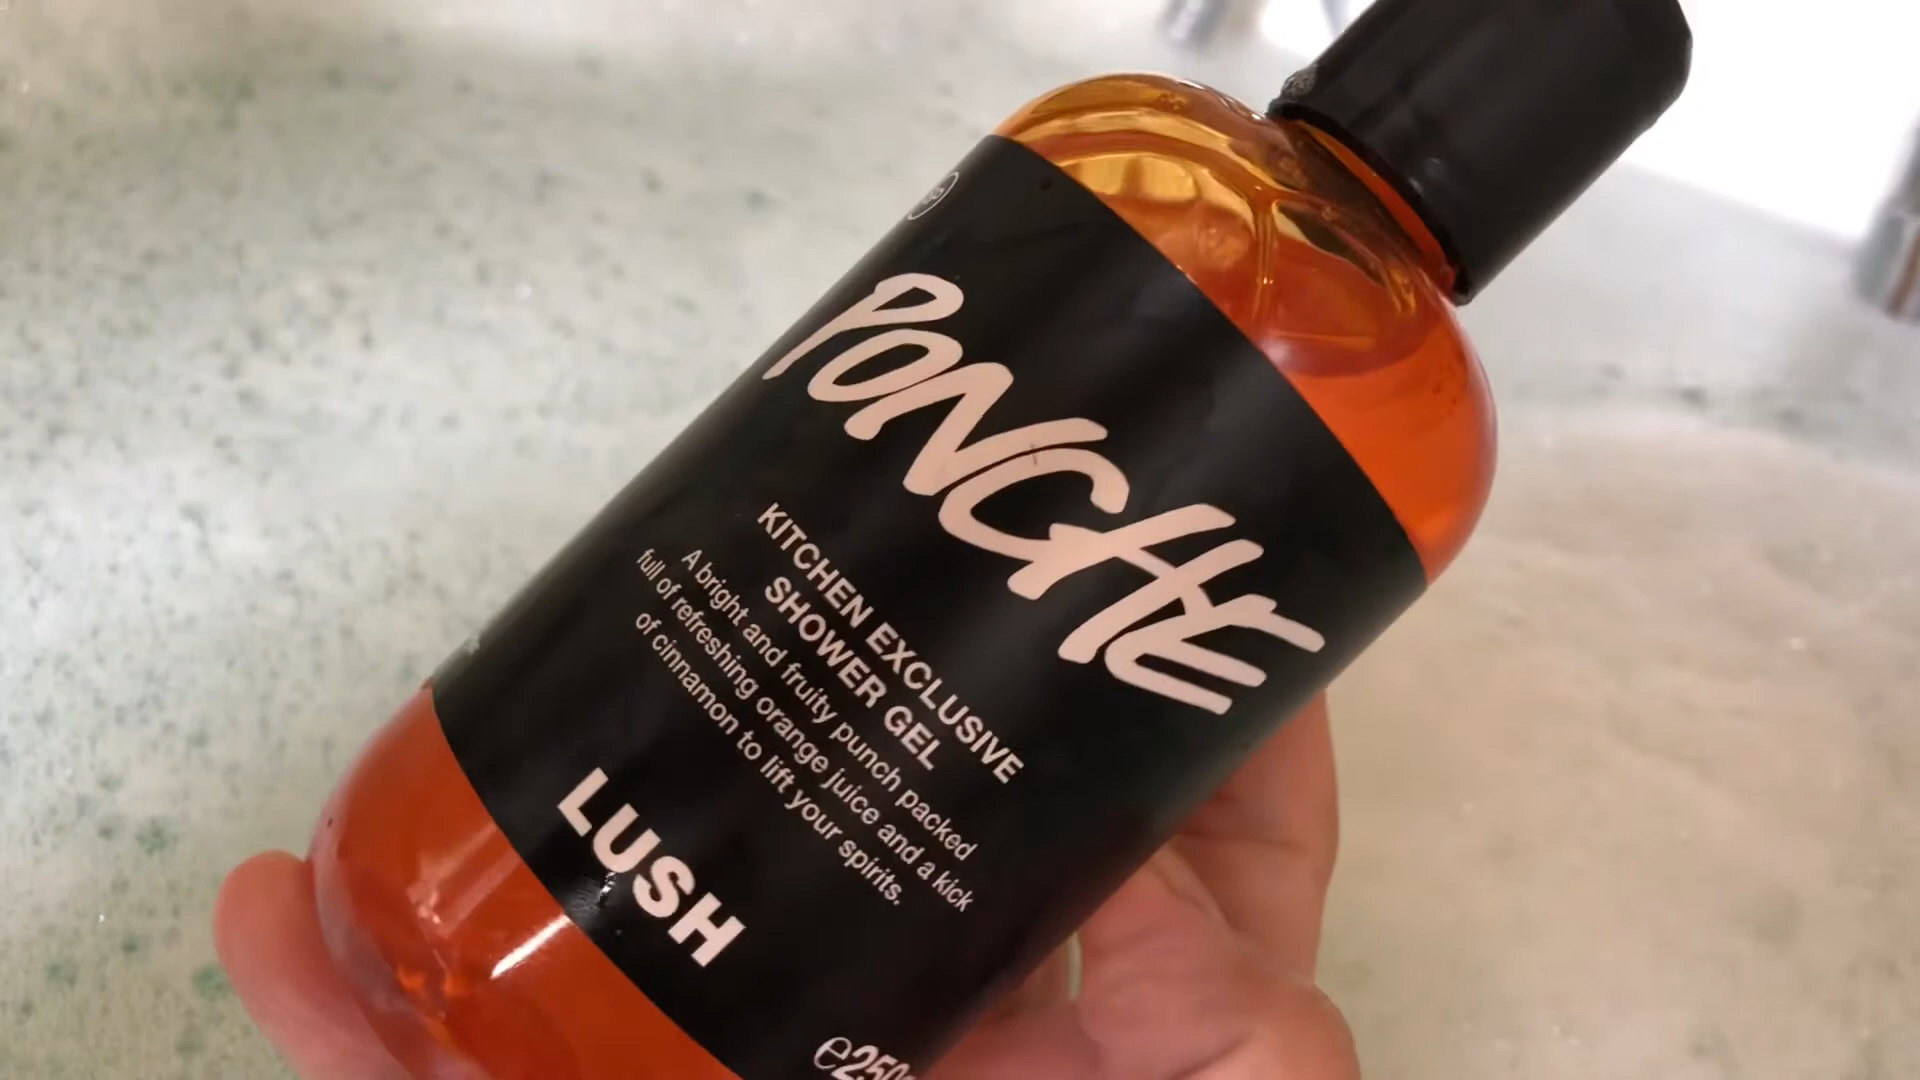 PONCHE
KITCHEN EXCLUSIVE
SHOWER GEL
A bright and fruity punch packed
full of refreshing orange juice and a kick
of cinnamon to lift your spirits.
LUSH